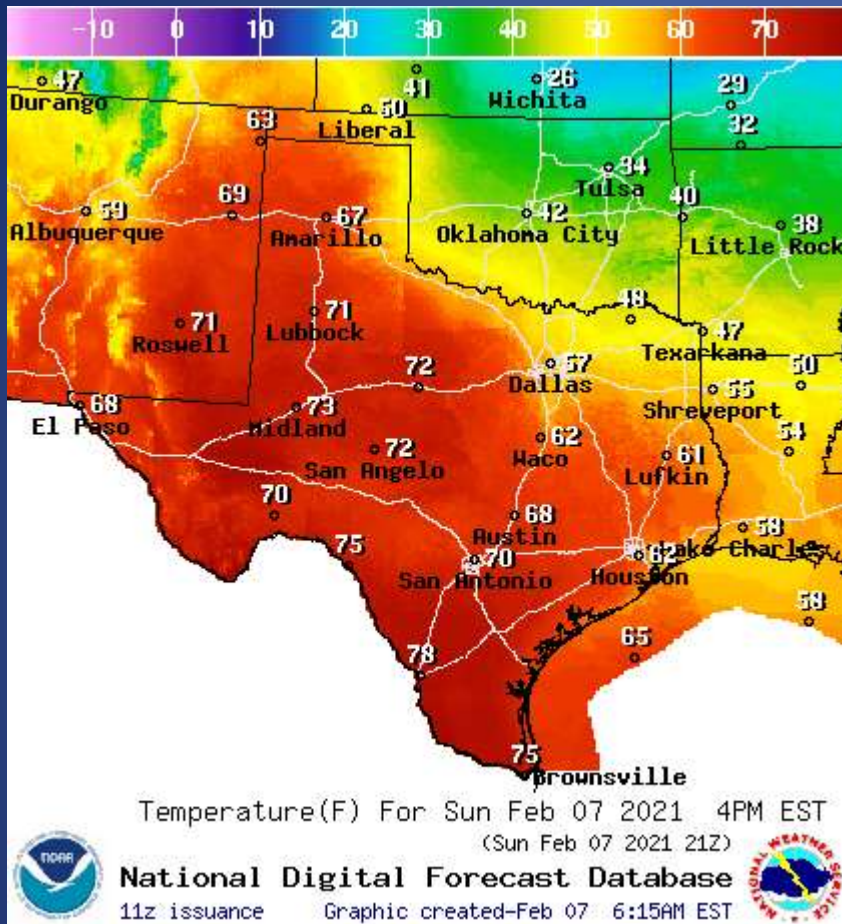 -10 0 10 20 30 40 50 60 70
47 41 26 29
Durango 50 Wichita
63 Liberal 32
34
Tulsa
59 69 67 42 40 38
Albuquerque Amarillo Oklahoma City Little Rock
71 71 48 47
Roswell Lubbock Texarkana
72 57 50
Dallas 55
68 73 Shreveport
El Paso Midland
72 62 61 54
San Angelo Waco Lufkin
70 68 58
75 Austin
70 62 Lake Charles
San Antonio Houston
58
78 65
75
Brownsville
Temperature(F) For Sun Feb 07 2021 4PM EST
(Sun Feb 07 2021 21Z)
National Digital Forecast Database
11z issuance Graphic created-Feb 07 6:15AM EST
NOAA
NATIONAL WEATHER SERVICE